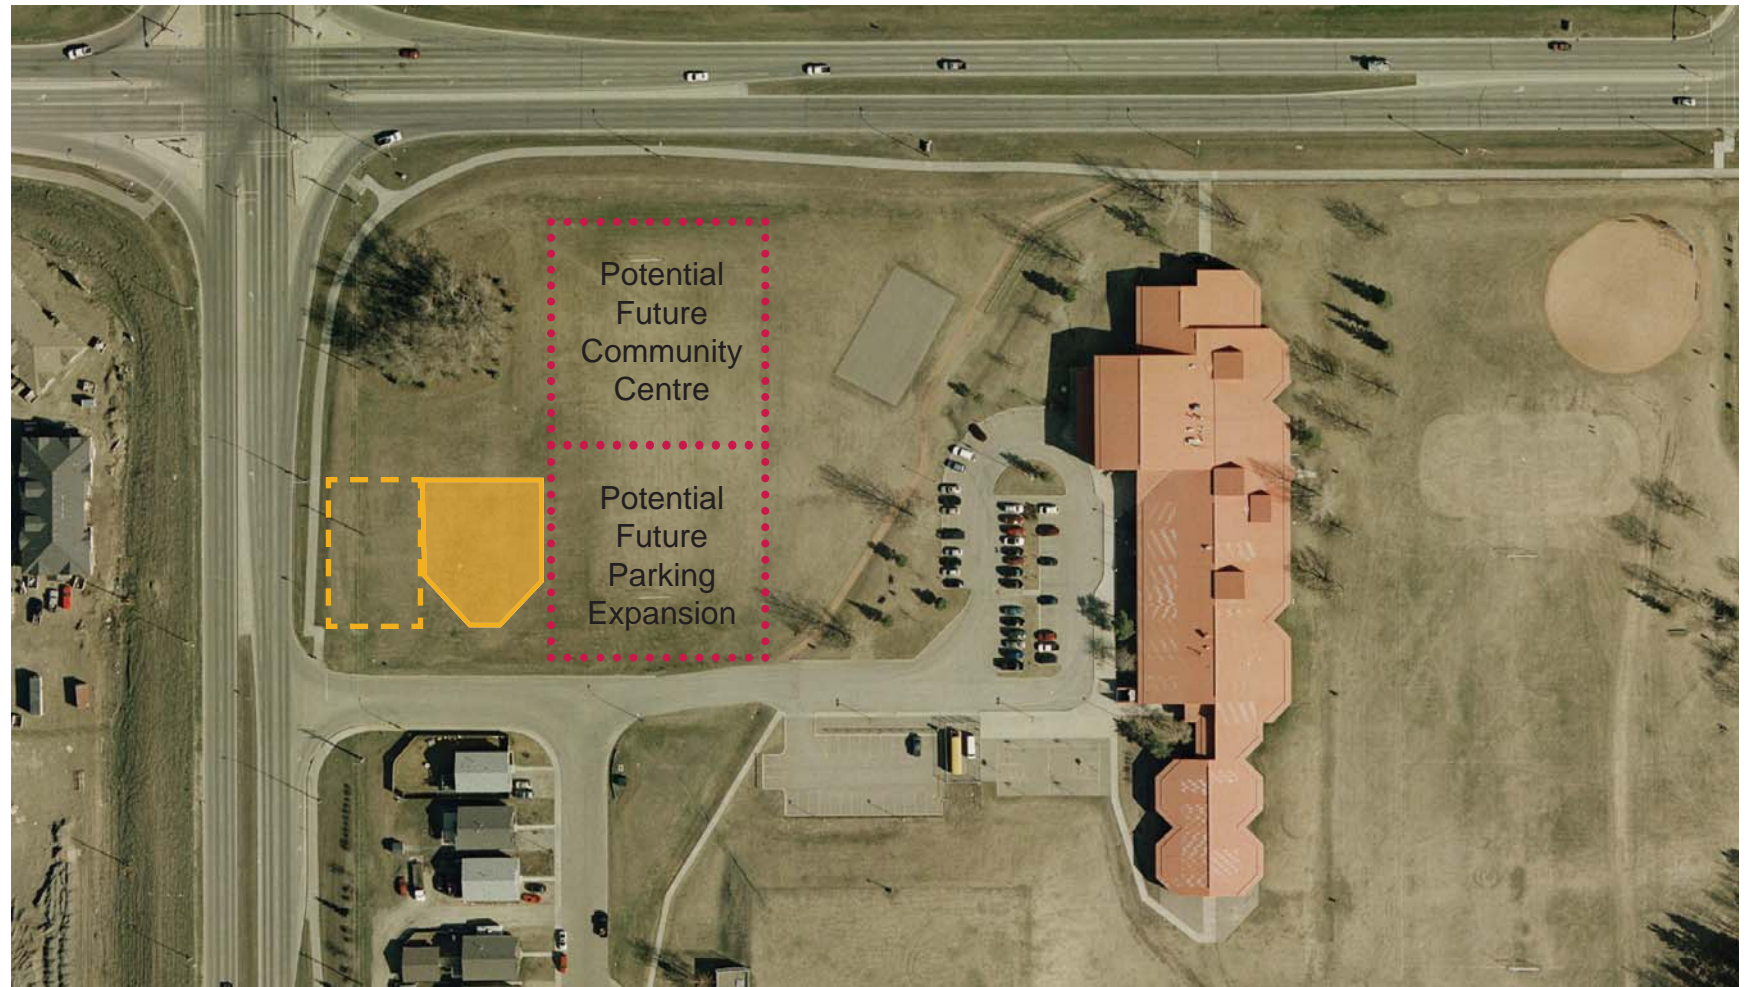 Potential
Future
Community
Centre
Potential
Future
Parking
Expansion